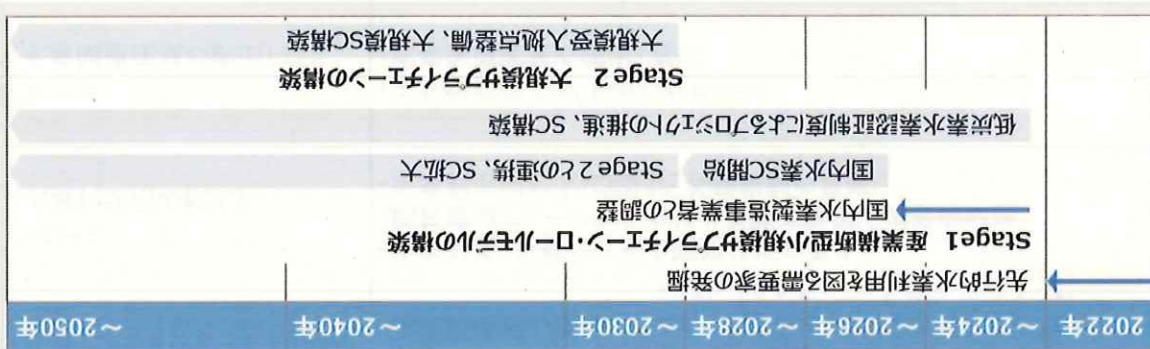 2022年 ～2024年 ～2026年 ～2028年 ～2030年 ～2040年 ～2050年
先行的水素利用を図る需要家の発掘
Stage1 産業横断型小規模サプライチェーン・ロールモデルの構築
国内水素製造事業者との調整
国内水素SC開始 Stage2との連携、SC拡大
低炭素水素認証制度によるプロジェクトの推進、SC構築
Stage2 大規模サプライチェーンの構築
大規模受入拠点整備、大規模SC構築